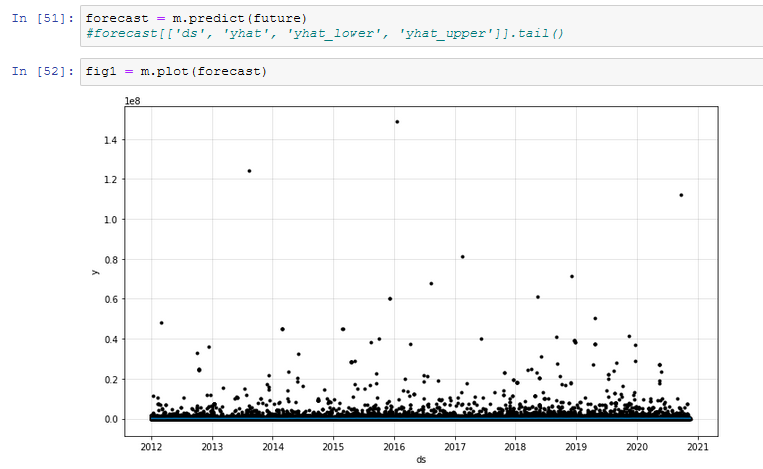 In [51]: forecast = m.predict(future)
#forecast[['ds', 'yhat', 'yhat_lower', 'yhat_upper']].tail()
In [52]: fig1 = m.plot(forecast)
1e8
1.4
1.2
1.0
0.8
y
0.6
0.4
0.2
0.0
2012 2013 2014 2015 2016 2017 2018 2019 2020 2021
ds